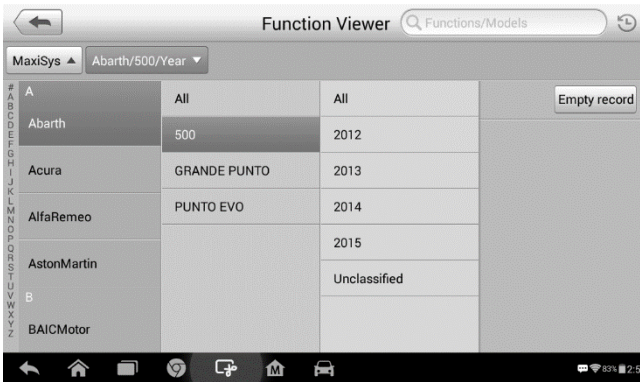 Function Viewer
Functions/Models
MaxiSys ▲
Abarth/500/Year ▼
Empty record
#
A
B
C
D
E
F
G
H
I
J
K
L
M
N
O
P
Q
R
S
T
U
V
W
X
Y
Z
A
Abarth
Acura
AlfaRomeo
AstonMartin
B
BAICMotor
All
500
GRANDE PUNTO
PUNTO EVO
All
2012
2013
2014
2015
Unclassified
M
83%